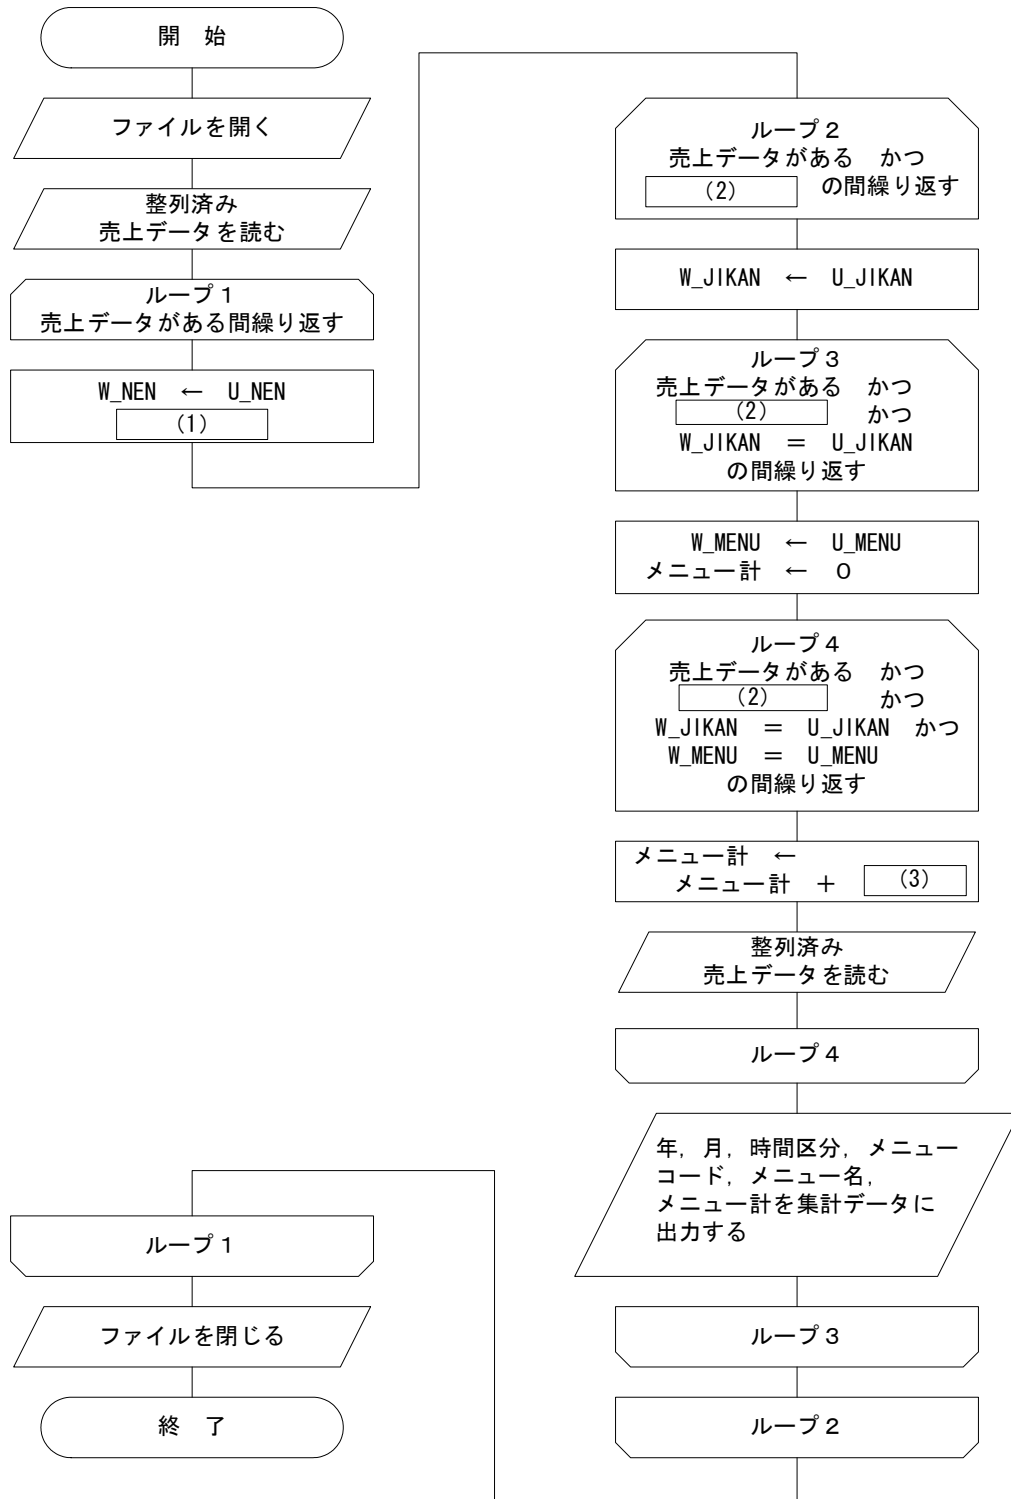 開　始
ファイルを開く
整列済み
売上データを読む
ループ１
売上データがある間繰り返す
W_NEN　←　U_NEN
(1)
ループ２
売上データがある　かつ
(2)　の間繰り返す
W_JIKAN　←　U_JIKAN
ループ３
売上データがある　かつ
(2)　かつ
W_JIKAN　＝　U_JIKAN
の間繰り返す
W_MENU　←　U_MENU
メニュー計　←　０
ループ４
売上データがある　かつ
(2)　かつ
W_JIKAN　＝　U_JIKAN　かつ
W_MENU　＝　U_MENU
の間繰り返す
メニュー計　←
メニュー計　＋　(3)
整列済み
売上データを読む
ループ４
年，月，時間区分，メニュー
コード，メニュー名，
メニュー計を集計データに
出力する
ループ３
ループ２
ループ１
ファイルを閉じる
終　了